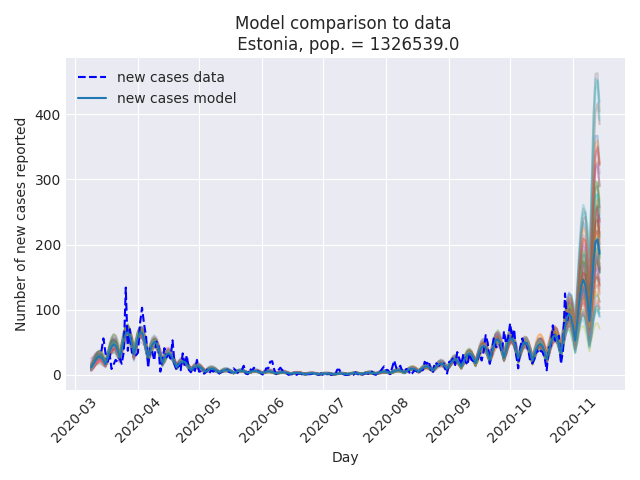 Model comparison to data
Estonia, pop. = 1326539.0
new cases data
new cases model
Number of new cases reported
400
300
200
100
0
2020-03
2020-04
2020-05
2020-06
2020-07
2020-08
2020-09
2020-10
2020-11
Day